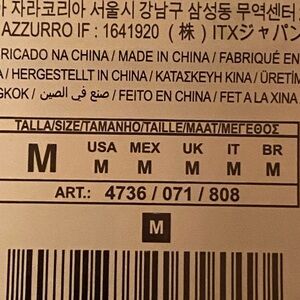 자라코리아 서울시 강남구 삼성동 무역센터
AZZURRO IF : 1641920 (株) ITXジャパン
RICADO NA CHINA / MADE IN CHINA / FABRIQUÉ EN
A / HERGESTELLT IN CHINA / ΚΑΤΑΣΚΕΥΗ ΚΙΝΑ / ÜRETİM
GKOK / صنع في الصين / FEITO EN CHINA / FET A LA XINA
TALLA/SIZE/TAMANHO/TAILLE/MAAT/ΜΕΓΕΘΟΣ
M USA MEX UK IT BR
M M M M M
ART.: 4736 / 071 / 808
M